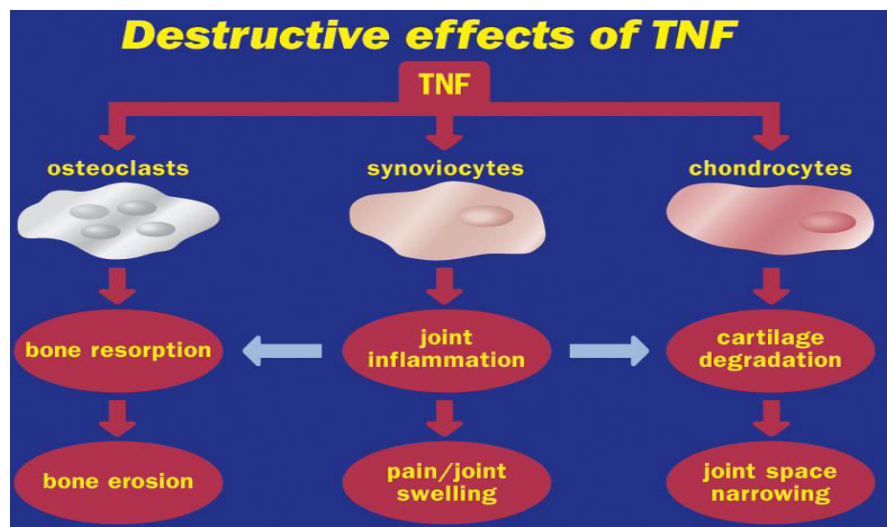 Destructive effects of TNF
TNF
osteoclasts
synoviocytes
chondrocytes
bone resorption
joint
inflammation
cartilage
degradation
bone erosion
pain/joint
swelling
joint space
narrowing